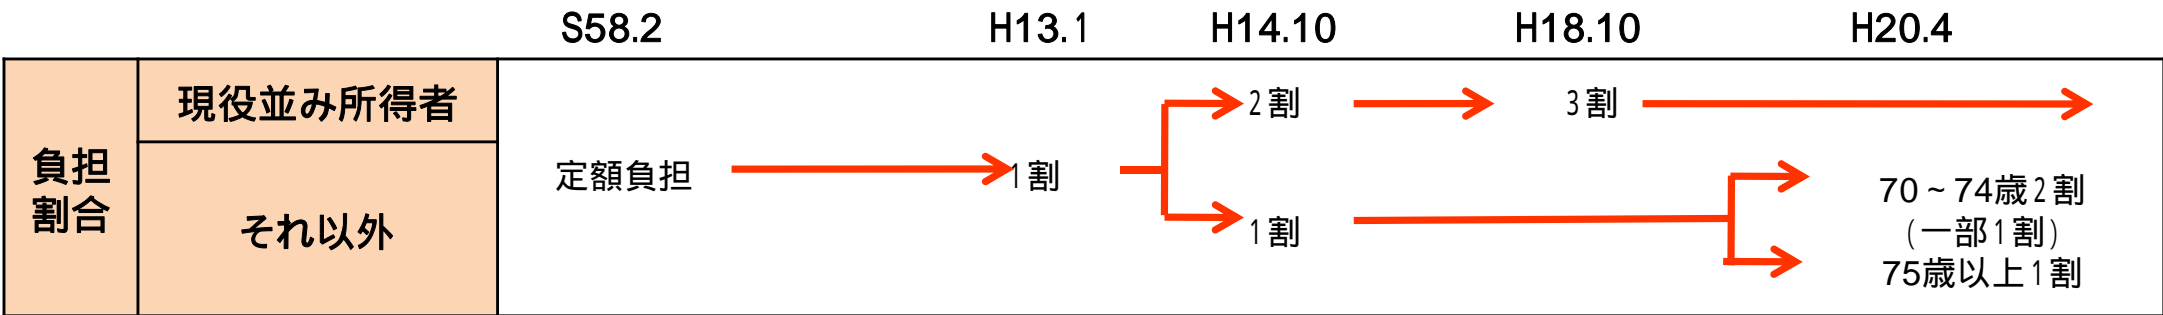 S58.2 H13.1 H14.10 H18.10 H20.4
負担
割合
現役並み所得者
それ以外
定額負担
1割
2割
3割
1割
70～74歳2割
(一部1割)
75歳以上1割